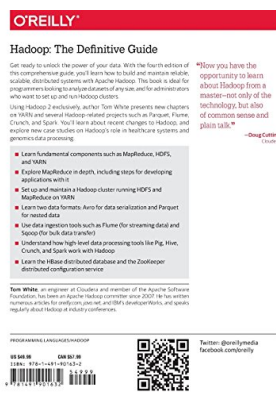 O'REILLY®
Hadoop: The Definitive Guide
Get ready to unlock the power of your data. With the fourth edition of
this comprehensive guide, you'll learn how to build and maintain reliable,
scalable, distributed systems with Apache Hadoop. This book is ideal for
programmers looking to analyze datasets of any size, and for administrators
who want to set up and run Hadoop clusters.
Using Hadoop 2 exclusively, author Tom White presents new chapters
on YARN and several Hadoop-related projects such as Parquet, Flume,
Crunch, and Spark. You'll learn about recent changes to Hadoop, and
explore new case studies on Hadoop's role in healthcare systems and
genomics data processing.
Learn fundamental components such as MapReduce, HDFS,
and YARN
Explore MapReduce in depth, including steps for developing
applications with it
Set up and maintain a Hadoop cluster running HDFS and
MapReduce on YARN
Learn two data formats: Avro for data serialization and Parquet
for nested data
Use data ingestion tools such as Flume (for streaming data) and
Sqoop (for bulk data transfer)
Understand how high-level data processing tools like Pig, Hive,
Crunch, and Spark work with Hadoop
Learn the HBase distributed database and the ZooKeeper
distributed configuration service
Tom White, an engineer at Cloudera and member of the Apache Software
Foundation, has been an Apache Hadoop committer since 2007. He has written
numerous articles for oreilly.com, java.net, and IBM's developerWorks, and speaks
regularly about Hadoop at industry conferences.
"Now you have the
opportunity to learn
about Hadoop from a
master—not only of the
technology, but also
of common sense and
plain talk."
—Doug Cuttin
PROGRAMMING LANGUAGES/HADOOP
US $49.99 CAN $57.99
ISBN: 978-1-491-90163-2
54999
9 781491 901632
Twitter: @oreillymedia
facebook.com/oreilly